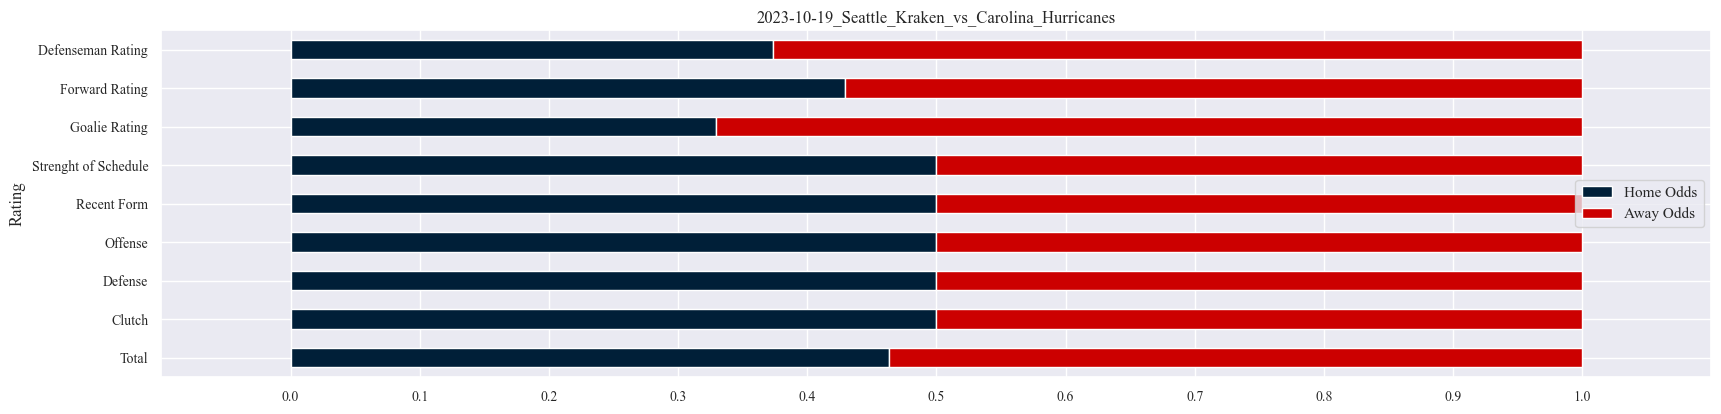 2023-10-19_Seattle_Kraken_vs_Carolina_Hurricanes
Rating
Defenseman Rating
Forward Rating
Goalie Rating
Strenght of Schedule
Recent Form
Offense
Defense
Clutch
Total
Home Odds
Away Odds
0.0 0.1 0.2 0.3 0.4 0.5 0.6 0.7 0.8 0.9 1.0